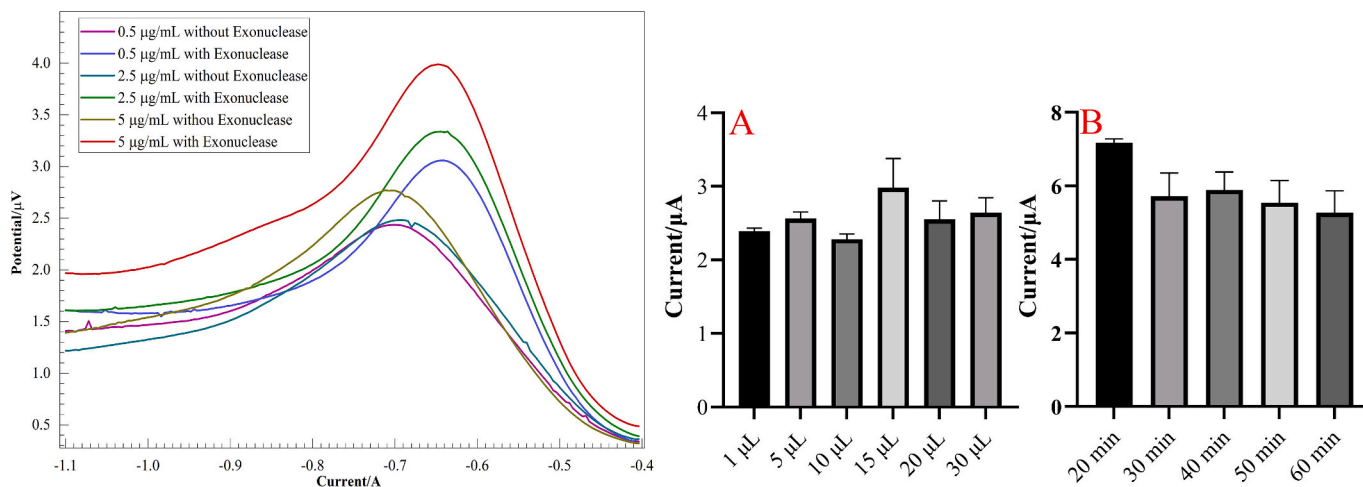 0.5 μg/mL without Exonuclease
0.5 μg/mL with Exonuclease
2.5 μg/mL without Exonuclease
2.5 μg/mL with Exonuclease
5 μg/mL withou Exonuclease
5 μg/mL with Exonuclease
Potential/μV
4.0
3.5
3.0
2.5
2.0
1.5
1.0
0.5
-1.1 -1.0 -0.9 -0.8 -0.7 -0.6 -0.5 -0.4
Current/A
A
Current/μA
4
3
2
1
0
1 μL 5 μL 10 μL 15 μL 20 μL 30 μL
B
Current/μA
8
6
4
2
0
20 min 30 min 40 min 50 min 60 min